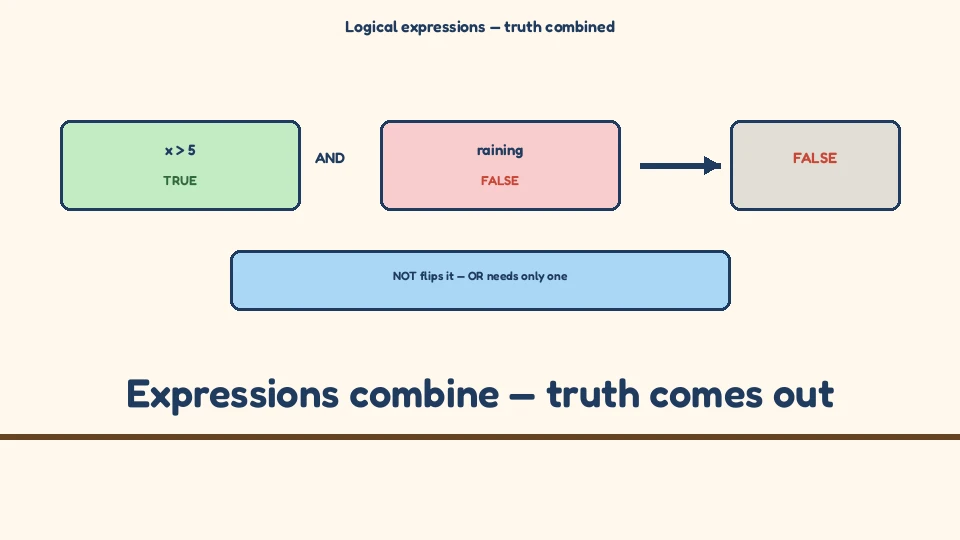 Logical expressions — truth combined
x > 5
TRUE
AND
raining
FALSE
FALSE
NOT flips it — OR needs only one
Expressions combine — truth comes out